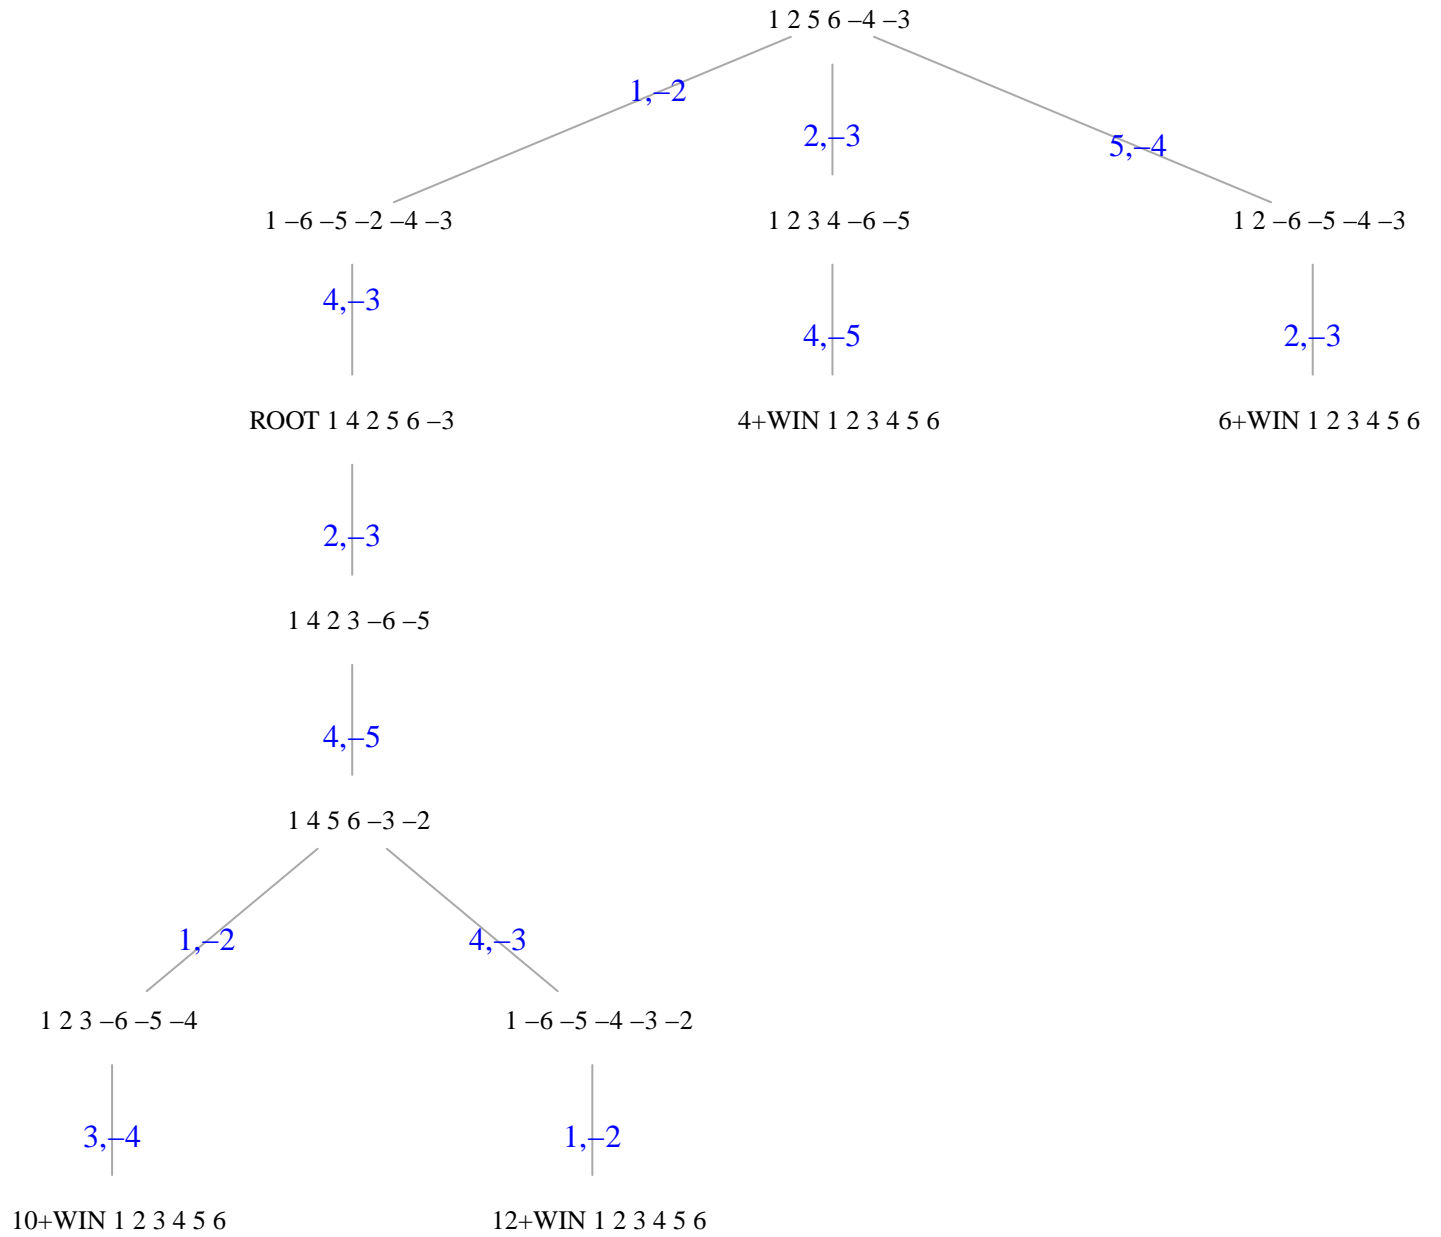 1 2 5 6 –4 –3
1,–2
2,–3
5,–4
1 –6 –5 –2 –4 –3
1 2 3 4 –6 –5
1 2 –6 –5 –4 –3
4,–3
4,–5
2,–3
ROOT 1 4 2 5 6 –3
4+WIN 1 2 3 4 5 6
6+WIN 1 2 3 4 5 6
2,–3
1 4 2 3 –6 –5
4,–5
1 4 5 6 –3 –2
1,–2
4,–3
1 2 3 –6 –5 –4
1 –6 –5 –4 –3 –2
3,–4
1,–2
10+WIN 1 2 3 4 5 6
12+WIN 1 2 3 4 5 6